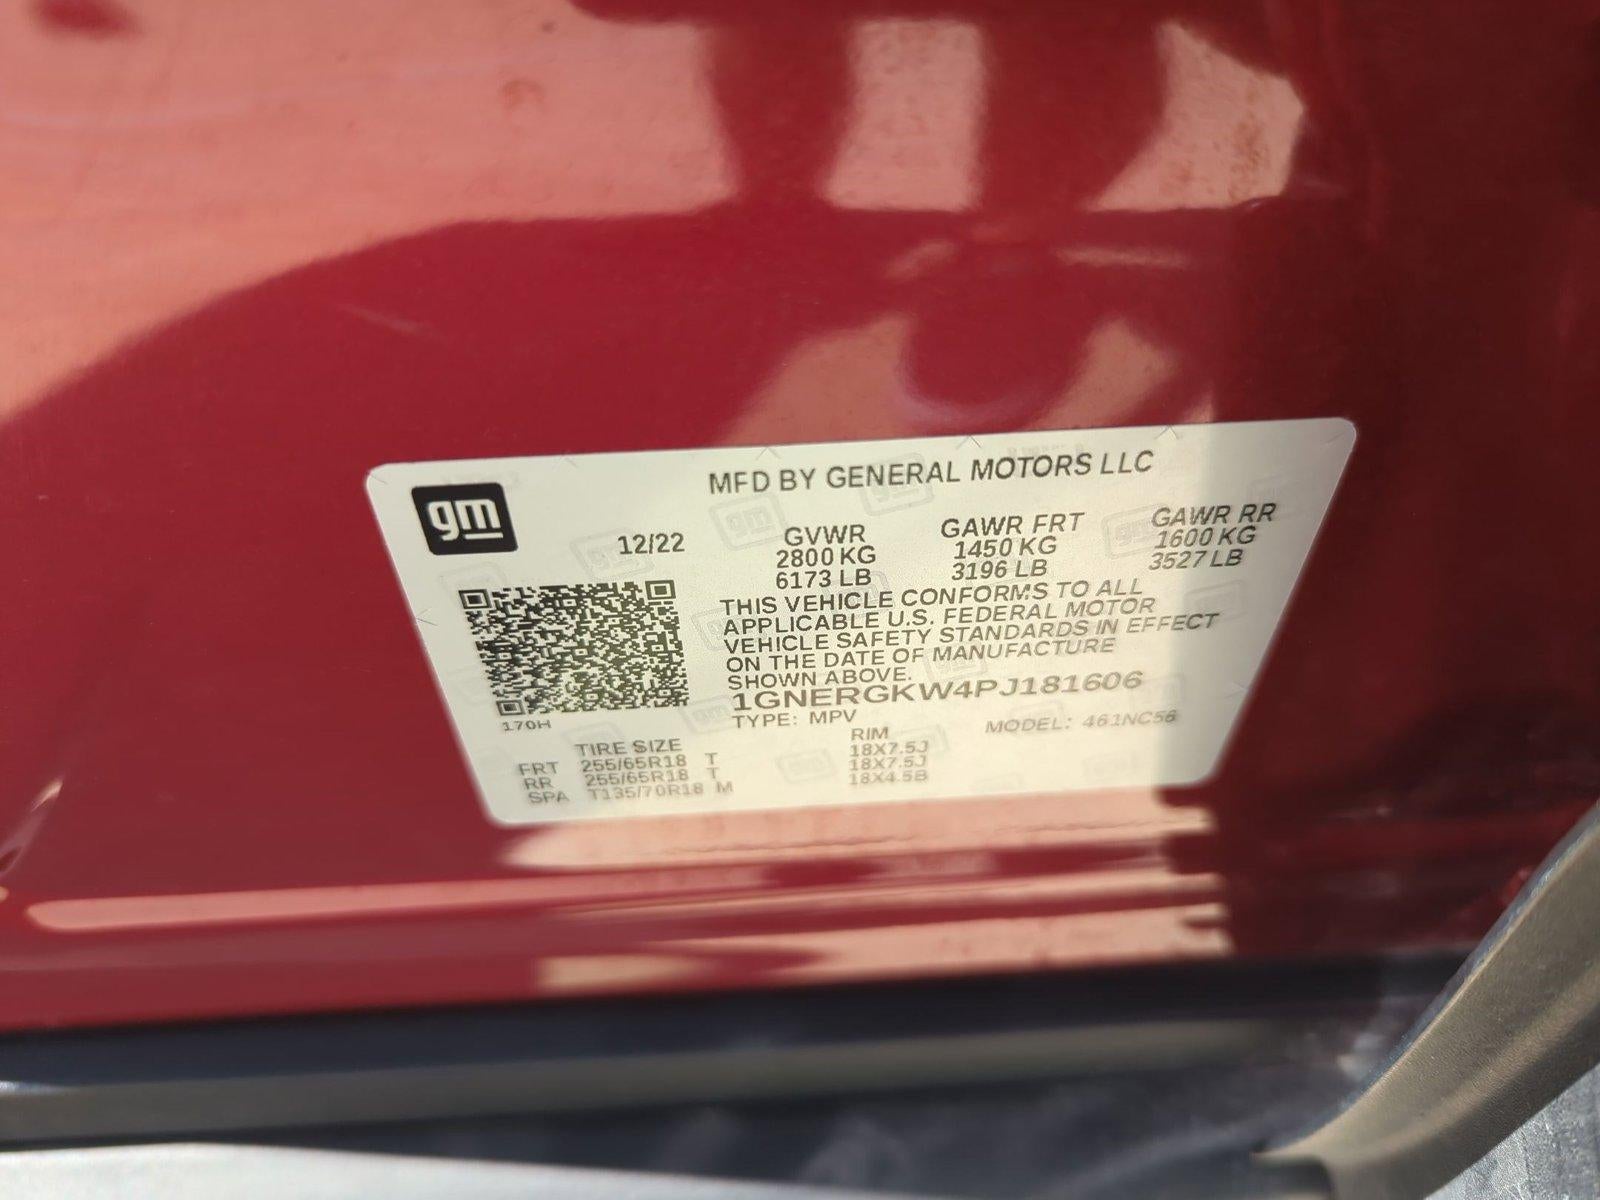 MFD BY GENERAL MOTORS LLC
gm
12/22
GVWR GAWR FRT GAWR RR
2800 KG 1450 KG 1600 KG
6173 LB 3196 LB 3527 LB
THIS VEHICLE CONFORMS TO ALL
APPLICABLE U.S. FEDERAL MOTOR
VEHICLE SAFETY STANDARDS IN EFFECT
ON THE DATE OF MANUFACTURE
SHOWN ABOVE.
1GNERGKW4PJ181606
170H
TYPE: MPV MODEL: 461NC56
TIRE SIZE RIM
FRT 255/65R18 T 18X7.5J
RR 255/65R18 T 18X7.5J
SPA T135/70R18 M 18X4.5B